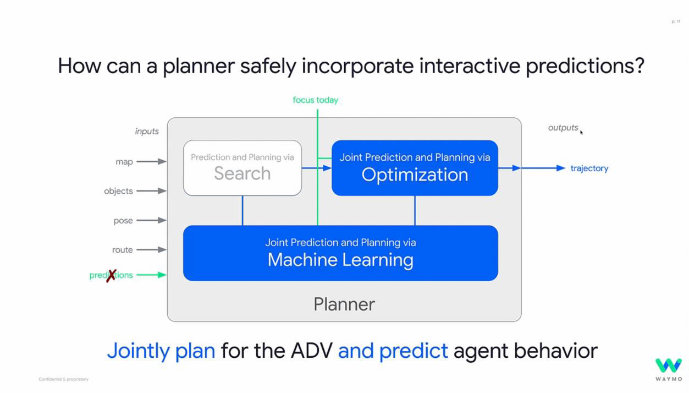 How can a planner safely incorporate interactive predictions?
focus today
inputs
outputs
Prediction and Planning via
Search
Joint Prediction and Planning via
Optimization
map
objects
pose
route
predictions
trajectory
Joint Prediction and Planning via
Machine Learning
Planner
Jointly plan for the ADV and predict agent behavior
Confidential & proprietary
WAYMO